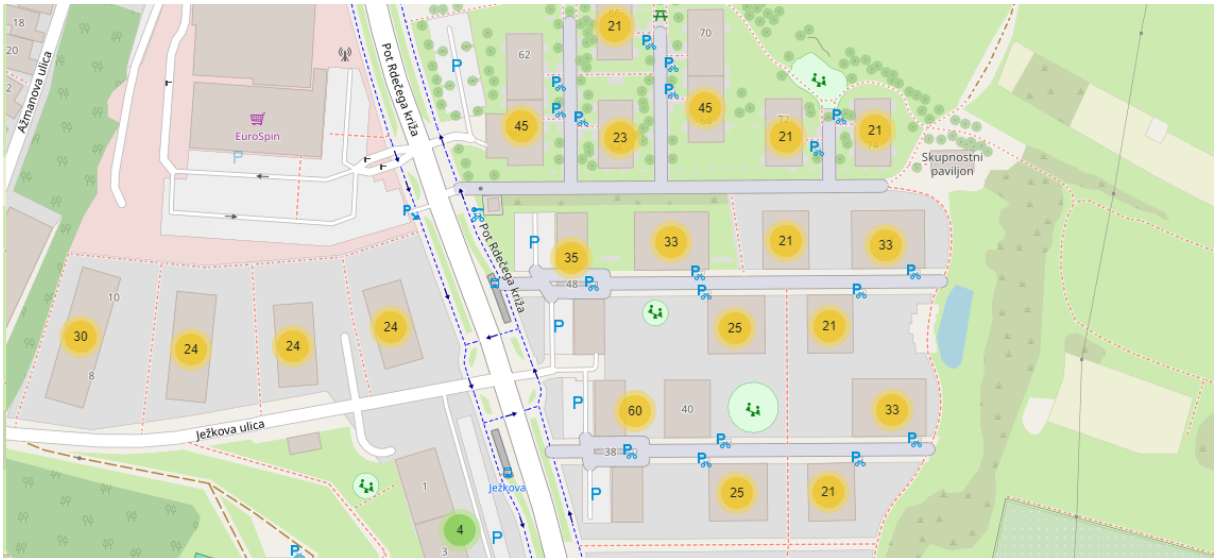 18
20
2
Ažmanova ulica
EuroSpin
P
Pot Rdečega križa
P
62
21
P
70
P
P
P
P
P
45
23
45
72
21
P
P
21
74
Skupnostni
paviljon
P
Pot Rdečega križa
P
35
33
21
33
48
P
P
P
P
P
10
30
8
24
24
24
P
25
21
Ježkova ulica
P
60
40
33
38
P
P
P
P
P
Ježkova
P
25
21
1
4
3
P
P